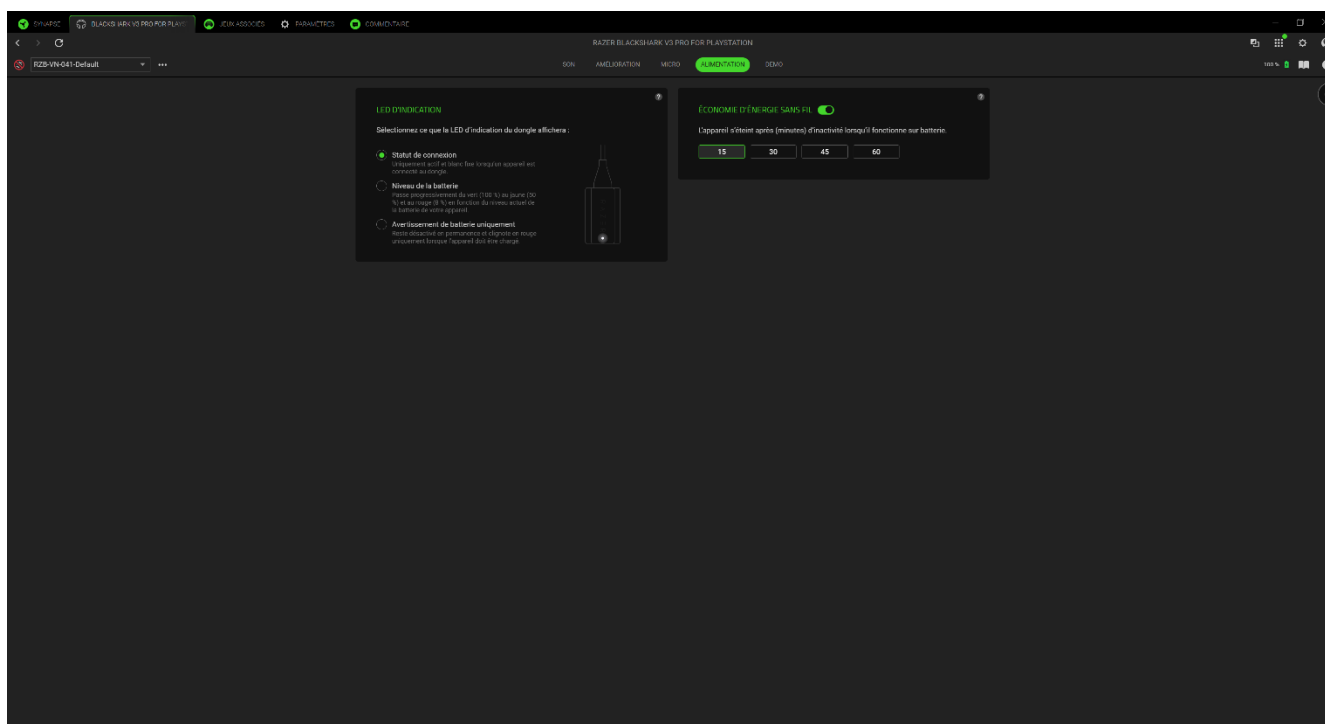 SYNAPSE
BLACKSHARK V3 PRO FOR PLAYS
JEUX ASSOCIÉS
PARAMÈTRES
COMMENTAIRE
RAZER BLACKSHARK V3 PRO FOR PLAYSTATION
RZB-VN-041-Default
SON
AMÉLIORATION
MICRO
ALIMENTATION
DÉMO
100 %
LED D'INDICATION
Sélectionnez ce que la LED d'indication du dongle affichera :
Statut de connexion
Uniquement actif et blanc fixe lorsqu'un appareil est
connecté au dongle.
Niveau de la batterie
Passe progressivement du vert (100 %) au jaune (50
%) et au rouge (0 %) en fonction du niveau actuel de
la batterie de votre appareil
Avertissement de batterie uniquement
Reste désactivé en permanence et clignote en rouge
uniquement lorsque l'appareil doit être chargé
ÉCONOMIE D'ÉNERGIE SANS FIL
L'appareil s'éteint après (minutes) d'inactivité lorsqu'il fonctionne sur batterie.
15
30
45
60